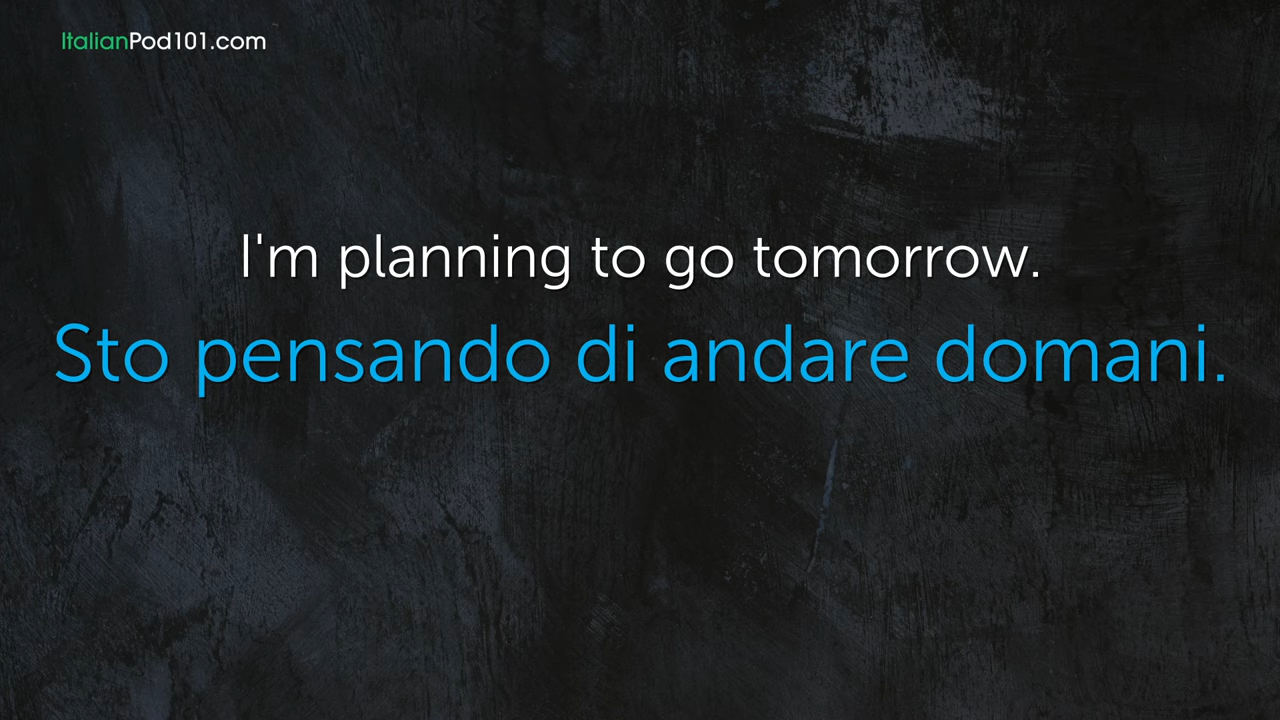 ItalianPod101.com
I'm planning to go tomorrow.
Sto pensando di andare domani.